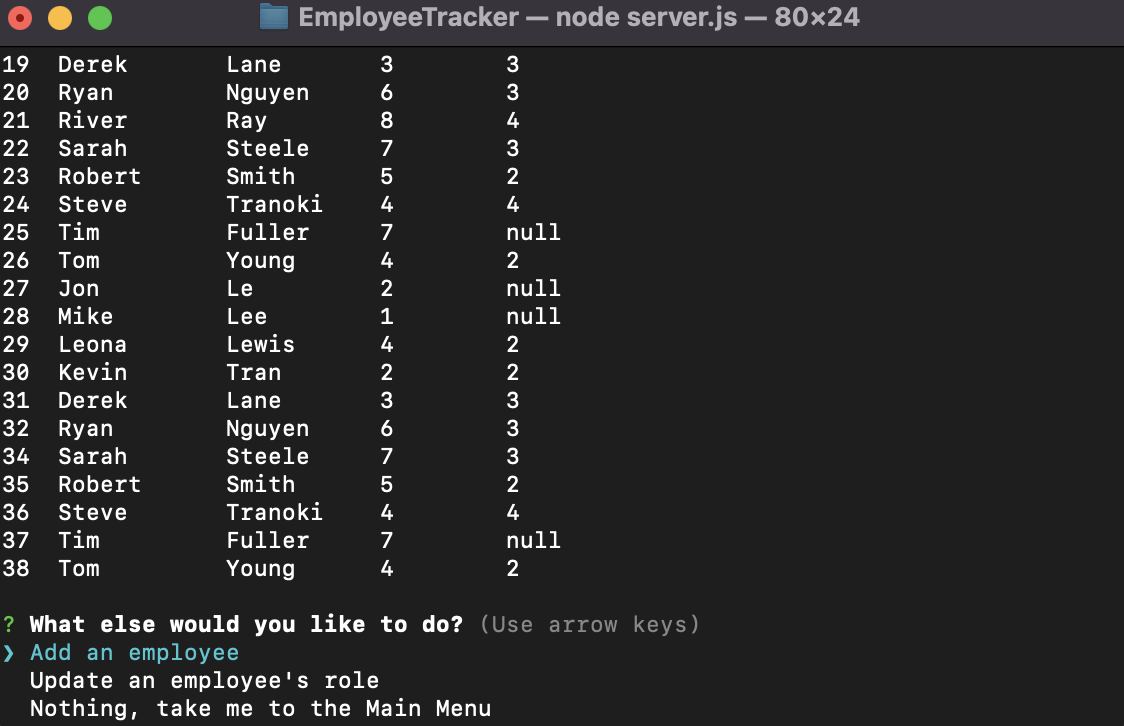 EmployeeTracker — node server.js — 80×24
19  Derek       Lane       3        3
20  Ryan        Nguyen     6        3
21  River       Ray        8        4
22  Sarah       Steele     7        3
23  Robert      Smith      5        2
24  Steve       Tranoki    4        4
25  Tim         Fuller     7        null
26  Tom         Young      4        2
27  Jon         Le         2        null
28  Mike        Lee        1        null
29  Leona       Lewis      4        2
30  Kevin       Tran       2        2
31  Derek       Lane       3        3
32  Ryan        Nguyen     6        3
34  Sarah       Steele     7        3
35  Robert      Smith      5        2
36  Steve       Tranoki    4        4
37  Tim         Fuller     7        null
38  Tom         Young      4        2
? What else would you like to do? (Use arrow keys)
❯ Add an employee
  Update an employee's role
  Nothing, take me to the Main Menu